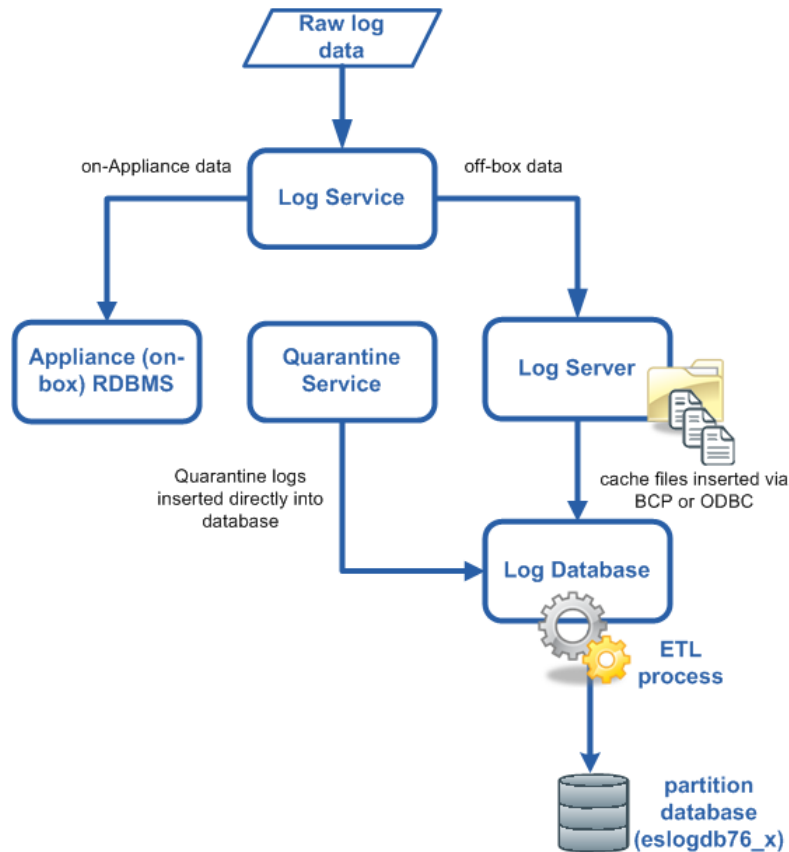 Raw log
data
on-Appliance data
off-box data
Log Service
Appliance (on-
box) RDBMS
Quarantine
Service
Log Server
Quarantine logs
inserted directly into
database
cache files inserted via
BCP or ODBC
Log Database
ETL
process
partition
database
(eslogdb76_x)